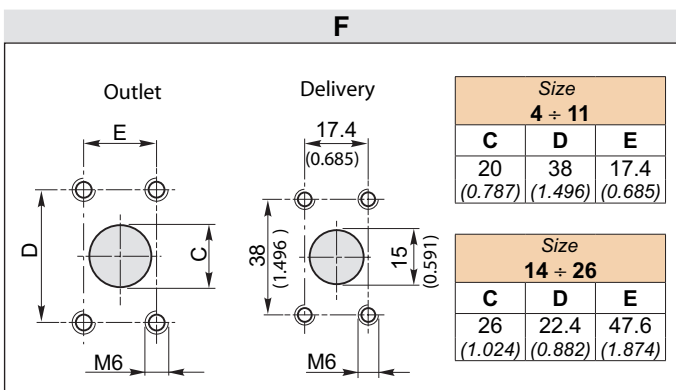 F
Outlet
E
D
C
M6
Delivery
17.4
(0.685)
38
(1.496 )
15
(0.591)
M6
Size
4 ÷ 11
C D E
20 38 17.4
(0.787) (1.496) (0.685)
Size
14 ÷ 26
C D E
26 22.4 47.6
(1.024) (0.882) (1.874)